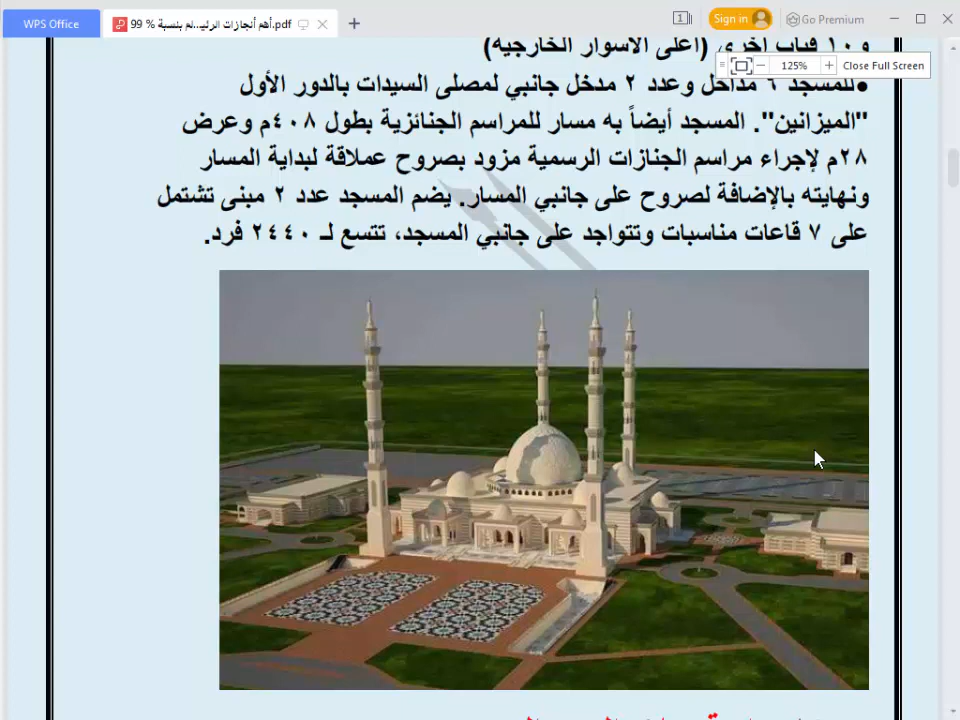 WPS Office
أهم أنجازات الرئيـ...لم بنسبة % 99.pdf
1
Sign in
Go Premium
و١٠ قباب أخرى (أعلى الأسوار الخارجية)
125%
Close Full Screen
●للمسجد ٦ مداخل وعدد ٢ مدخل جانبي لمصلى السيدات بالدور الأول
"الميزانين". المسجد أيضاً به مسار للمراسم الجنائزية بطول ٤٠٨م وعرض
٢٨م لإجراء مراسم الجنازات الرسمية مزود بصروح عملاقة لبداية المسار
ونهايته بالإضافة لصروح على جانبي المسار. يضم المسجد عدد ٢ مبنى تشتمل
على ٧ قاعات مناسبات وتتواجد على جانبي المسجد، تتسع لـ ٢٤٤٠ فرد.